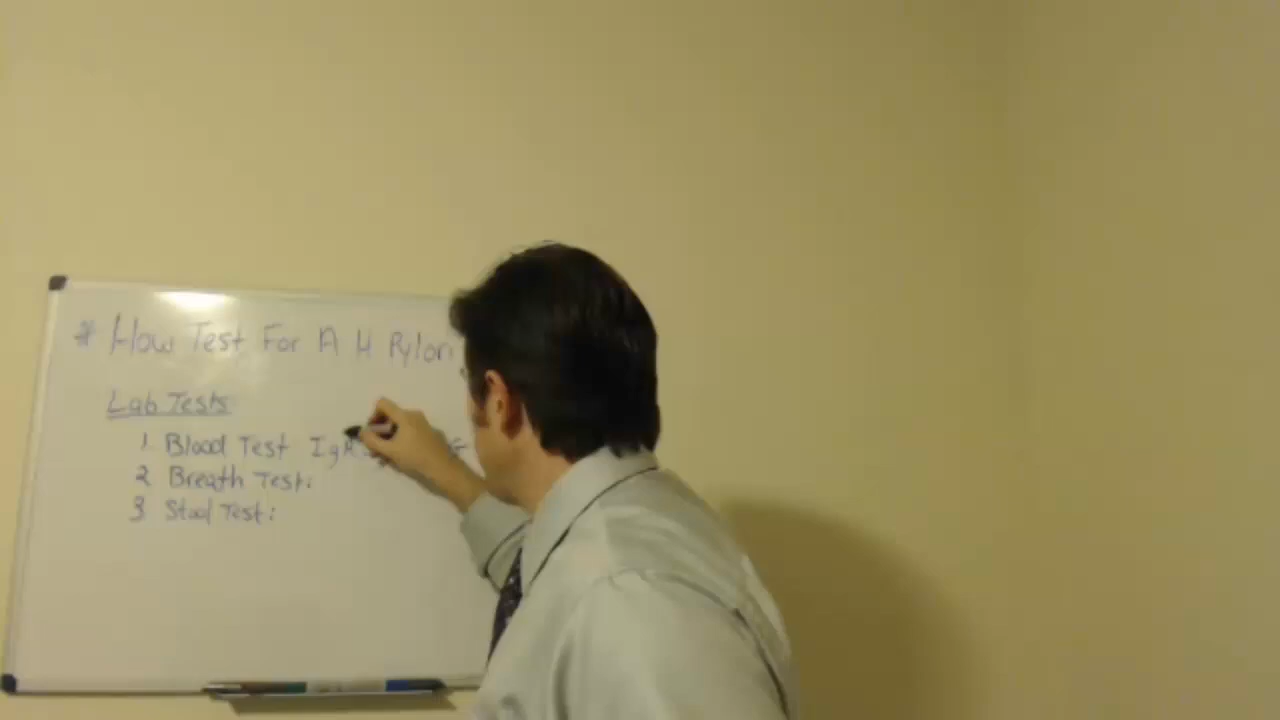 * How Test For A H Pylori
Lab Tests
1 Blood Test IgA
2 Breath Test:
3 Stool Test: